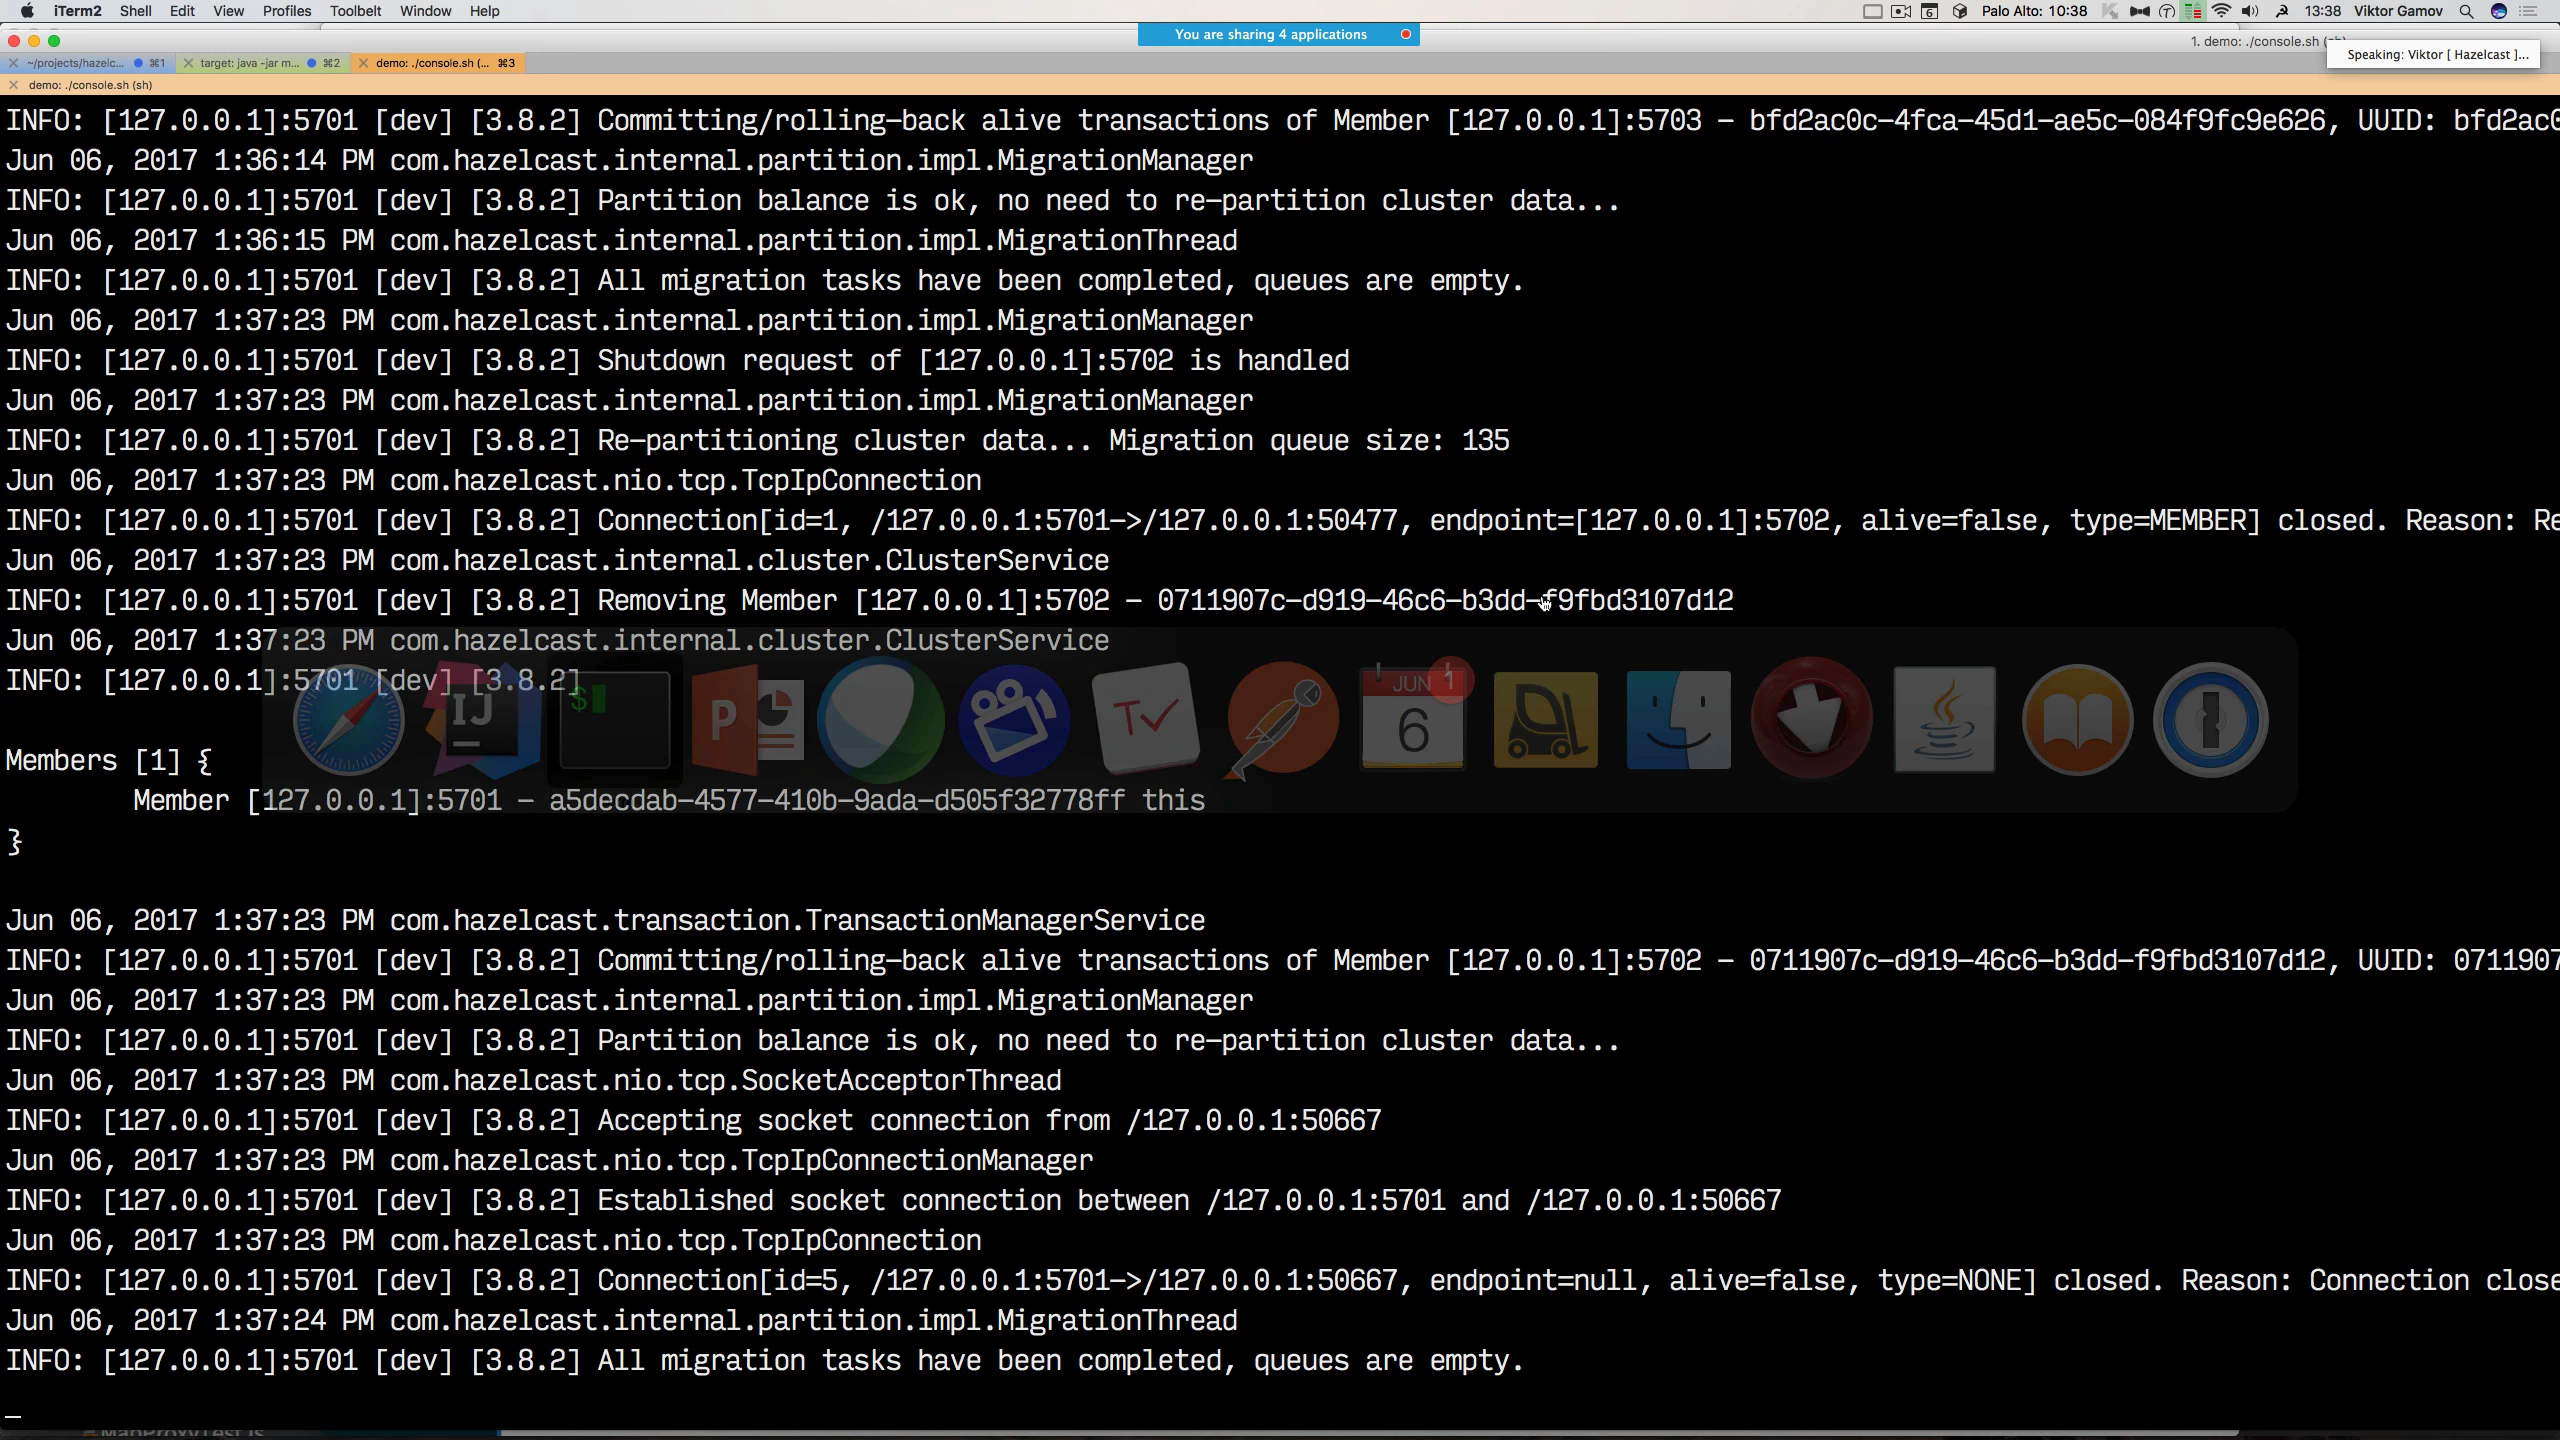 iTerm2 Shell Edit View Profiles Toolbelt Window Help 6 Palo Alto: 10:38 13:38 Viktor Gamov
You are sharing 4 applications
1. demo: ./console.sh
Speaking: Viktor [ Hazelcast ]...
~/projects/hazelc... ⌘1 target: java -jar m... ⌘2 demo: ./console.sh (... ⌘3
demo: ./console.sh (sh)
INFO: [127.0.0.1]:5701 [dev] [3.8.2] Committing/rolling-back alive transactions of Member [127.0.0.1]:5703 - bfd2ac0c-4fca-45d1-ae5c-084f9fc9e626, UUID: bfd2ac0
Jun 06, 2017 1:36:14 PM com.hazelcast.internal.partition.impl.MigrationManager
INFO: [127.0.0.1]:5701 [dev] [3.8.2] Partition balance is ok, no need to re-partition cluster data...
Jun 06, 2017 1:36:15 PM com.hazelcast.internal.partition.impl.MigrationThread
INFO: [127.0.0.1]:5701 [dev] [3.8.2] All migration tasks have been completed, queues are empty.
Jun 06, 2017 1:37:23 PM com.hazelcast.internal.partition.impl.MigrationManager
INFO: [127.0.0.1]:5701 [dev] [3.8.2] Shutdown request of [127.0.0.1]:5702 is handled
Jun 06, 2017 1:37:23 PM com.hazelcast.internal.partition.impl.MigrationManager
INFO: [127.0.0.1]:5701 [dev] [3.8.2] Re-partitioning cluster data... Migration queue size: 135
Jun 06, 2017 1:37:23 PM com.hazelcast.nio.tcp.TcpIpConnection
INFO: [127.0.0.1]:5701 [dev] [3.8.2] Connection[id=1, /127.0.0.1:5701->/127.0.0.1:50477, endpoint=[127.0.0.1]:5702, alive=false, type=MEMBER] closed. Reason: Re
Jun 06, 2017 1:37:23 PM com.hazelcast.internal.cluster.ClusterService
INFO: [127.0.0.1]:5701 [dev] [3.8.2] Removing Member [127.0.0.1]:5702 - 0711907c-d919-46c6-b3dd-f9fbd3107d12
Jun 06, 2017 1:37:23 PM com.hazelcast.internal.cluster.ClusterService
INFO: [127.0.0.1]:5701 [dev] [3.8.2]
IJ $ P T JUN 1 6
Members [1] {
Member [127.0.0.1]:5701 - a5decdab-4577-410b-9ada-d505f32778ff this
}
Jun 06, 2017 1:37:23 PM com.hazelcast.transaction.TransactionManagerService
INFO: [127.0.0.1]:5701 [dev] [3.8.2] Committing/rolling-back alive transactions of Member [127.0.0.1]:5702 - 0711907c-d919-46c6-b3dd-f9fbd3107d12, UUID: 0711907
Jun 06, 2017 1:37:23 PM com.hazelcast.internal.partition.impl.MigrationManager
INFO: [127.0.0.1]:5701 [dev] [3.8.2] Partition balance is ok, no need to re-partition cluster data...
Jun 06, 2017 1:37:23 PM com.hazelcast.nio.tcp.SocketAcceptorThread
INFO: [127.0.0.1]:5701 [dev] [3.8.2] Accepting socket connection from /127.0.0.1:50667
Jun 06, 2017 1:37:23 PM com.hazelcast.nio.tcp.TcpIpConnectionManager
INFO: [127.0.0.1]:5701 [dev] [3.8.2] Established socket connection between /127.0.0.1:5701 and /127.0.0.1:50667
Jun 06, 2017 1:37:23 PM com.hazelcast.nio.tcp.TcpIpConnection
INFO: [127.0.0.1]:5701 [dev] [3.8.2] Connection[id=5, /127.0.0.1:5701->/127.0.0.1:50667, endpoint=null, alive=false, type=NONE] closed. Reason: Connection close
Jun 06, 2017 1:37:24 PM com.hazelcast.internal.partition.impl.MigrationThread
INFO: [127.0.0.1]:5701 [dev] [3.8.2] All migration tasks have been completed, queues are empty.